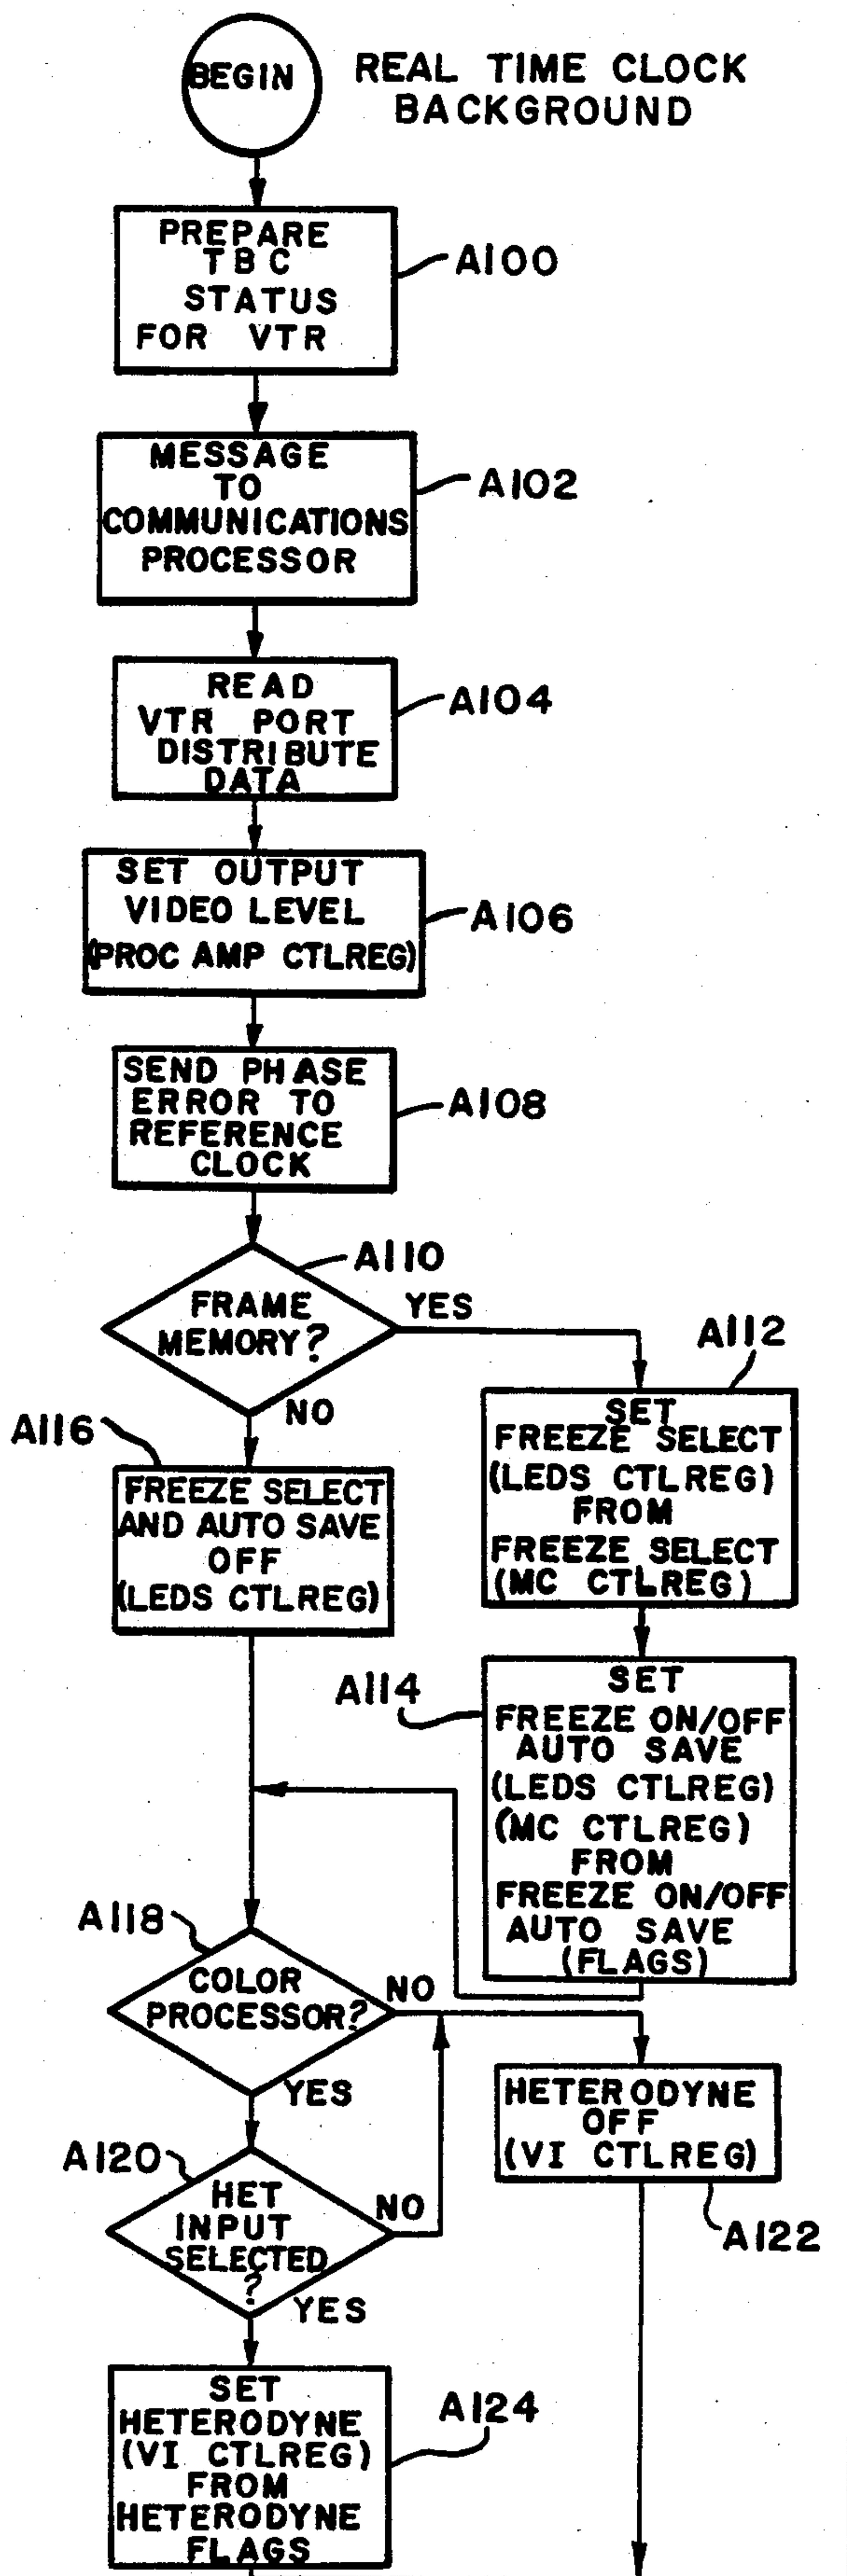 BEGIN
REAL TIME CLOCK
BACKGROUND
PREPARE
TBC
STATUS
FOR VTR
A100
MESSAGE
TO
COMMUNICATIONS
PROCESSOR
A102
READ
VTR PORT
DISTRIBUTE
DATA
A104
SET OUTPUT
VIDEO LEVEL
(PROC AMP CTLREG)
A106
SEND PHASE
ERROR TO
REFERENCE
CLOCK
A108
A110
FRAME
MEMORY?
YES
NO
A112
SET
FREEZE SELECT
(LEDS CTLREG)
FROM
FREEZE SELECT
(MC CTLREG)
A116
FREEZE SELECT
AND AUTO SAVE
OFF
(LEDS CTLREG)
A114
SET
FREEZE ON/OFF
AUTO SAVE
(LEDS CTLREG)
(MC CTLREG)
FROM
FREEZE ON/OFF
AUTO SAVE
(FLAGS)
A118
COLOR
PROCESSOR?
NO
YES
HETERODYNE
OFF
(VI CTLREG)
A122
A120
HET
INPUT
SELECTED
?
NO
YES
SET
HETERODYNE
(VI CTLREG)
FROM
HETERODYNE
FLAGS
A124